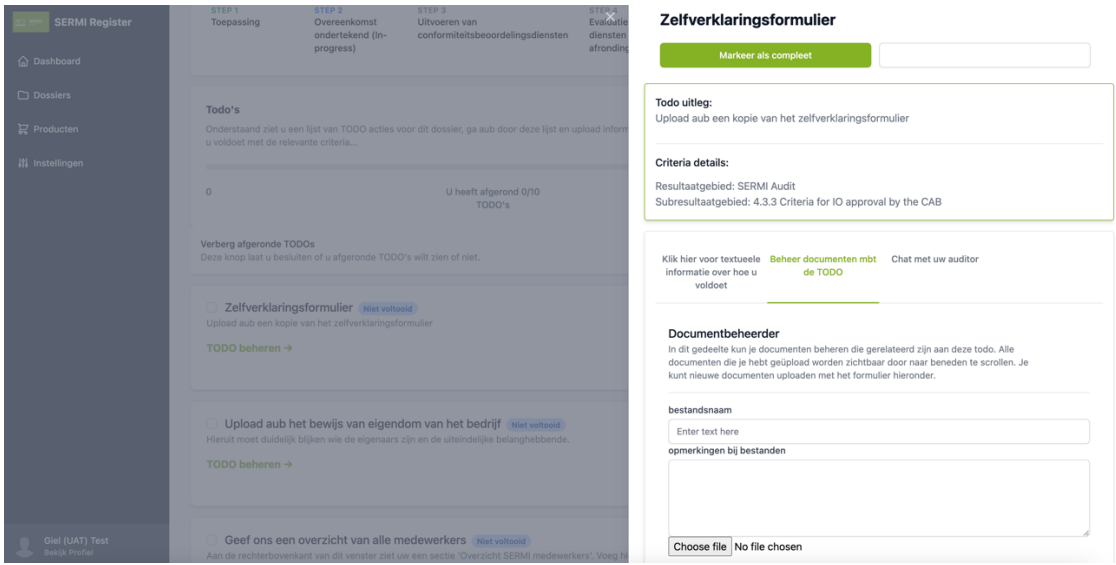 SERMI Register
Dashboard
Dossiers
Producten
Instellingen
Giel (UAT) Test
Bekijk Profiel
STEP 1
Toepassing
STEP 2
Overeenkomst
ondertekend (In-
progress)
STEP 3
Uitvoeren van
conformiteitsbeoordelingsdiensten
STEP 4
Evaluatie
diensten
afronding
Todo's
Onderstaand ziet u een lijst van TODO acties voor dit dossier, ga aub door deze lijst en upload inform
u voldoet met de relevante criteria...
0
U heeft afgerond 0/10
TODO's
Verberg afgeronde TODOs
Deze knop laat u besluiten of u afgeronde TODO's wilt zien of niet.
Zelfverklaringsformulier Niet voltooid
Upload aub een kopie van het zelfverklaringsformulier
TODO beheren →
Upload aub het bewijs van eigendom van het bedrijf Niet voltooid
Hieruit moet duidelijk blijken wie de eigenaars zijn en de uiteindelijke belanghebbende.
TODO beheren →
Geef ons een overzicht van alle medewerkers Niet voltooid
Aan de rechterbovenkant van dit venster ziet uw een sectie 'Overzicht SERMI medewerkers'. Voeg hi
Zelfverklaringsformulier
Markeer als compleet
Todo uitleg:
Upload aub een kopie van het zelfverklaringsformulier
Criteria details:
Resultaatgebied: SERMI Audit
Subresultaatgebied: 4.3.3 Criteria for IO approval by the CAB
Klik hier voor textueele
informatie over hoe u
voldoet
Beheer documenten mbt
de TODO
Chat met uw auditor
Documentbeheerder
In dit gedeelte kun je documenten beheren die gerelateerd zijn aan deze todo. Alle
documenten die je hebt geüpload worden zichtbaar door naar beneden te scrollen. Je
kunt nieuwe documenten uploaden met het formulier hieronder.
bestandsnaam
Enter text here
opmerkingen bij bestanden
Choose file No file chosen